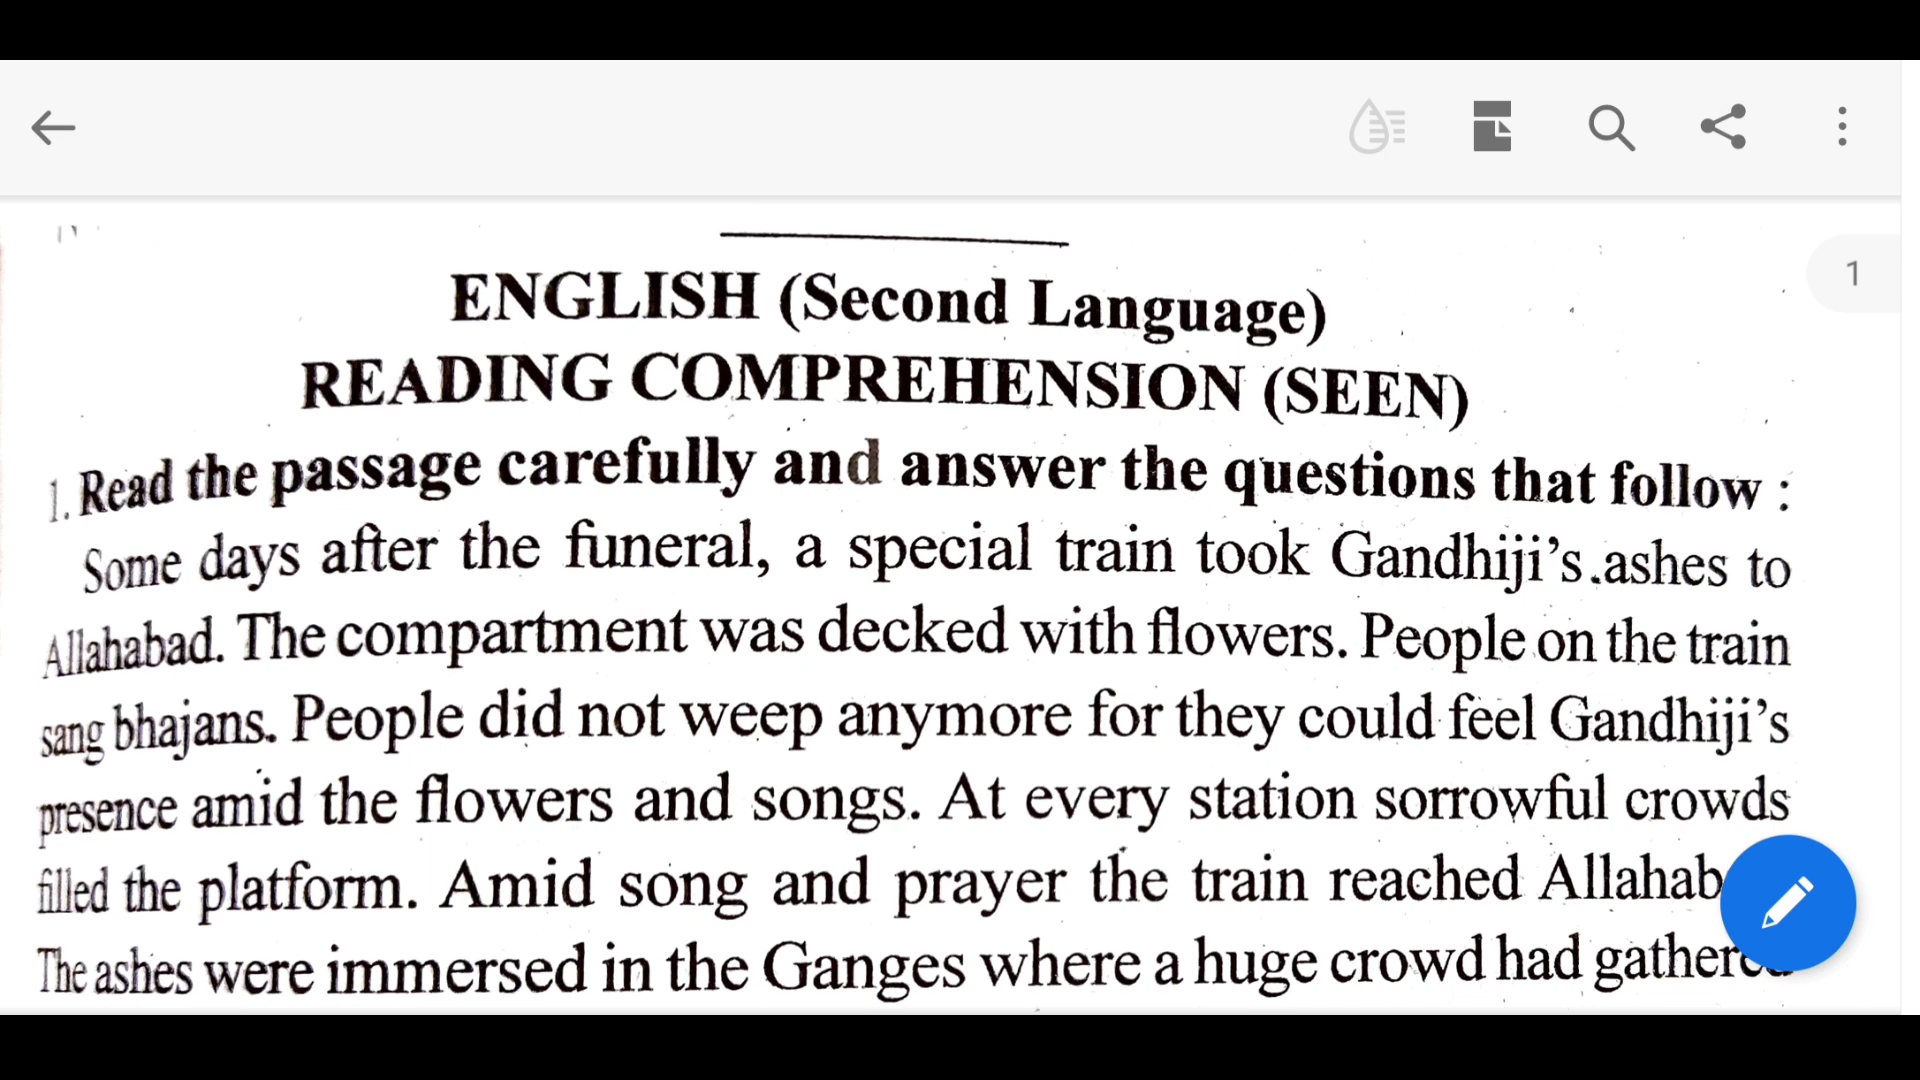 1
ENGLISH (Second Language)
READING COMPREHENSION (SEEN)
1. Read the passage carefully and answer the questions that follow :
Some days after the funeral, a special train took Gandhiji's ashes to
Allahabad. The compartment was decked with flowers. People on the train
sang bhajans. People did not weep anymore for they could feel Gandhiji's
presence amid the flowers and songs. At every station sorrowful crowds
filled the platform. Amid song and prayer the train reached Allahab
The ashes were immersed in the Ganges where a huge crowd had gathered